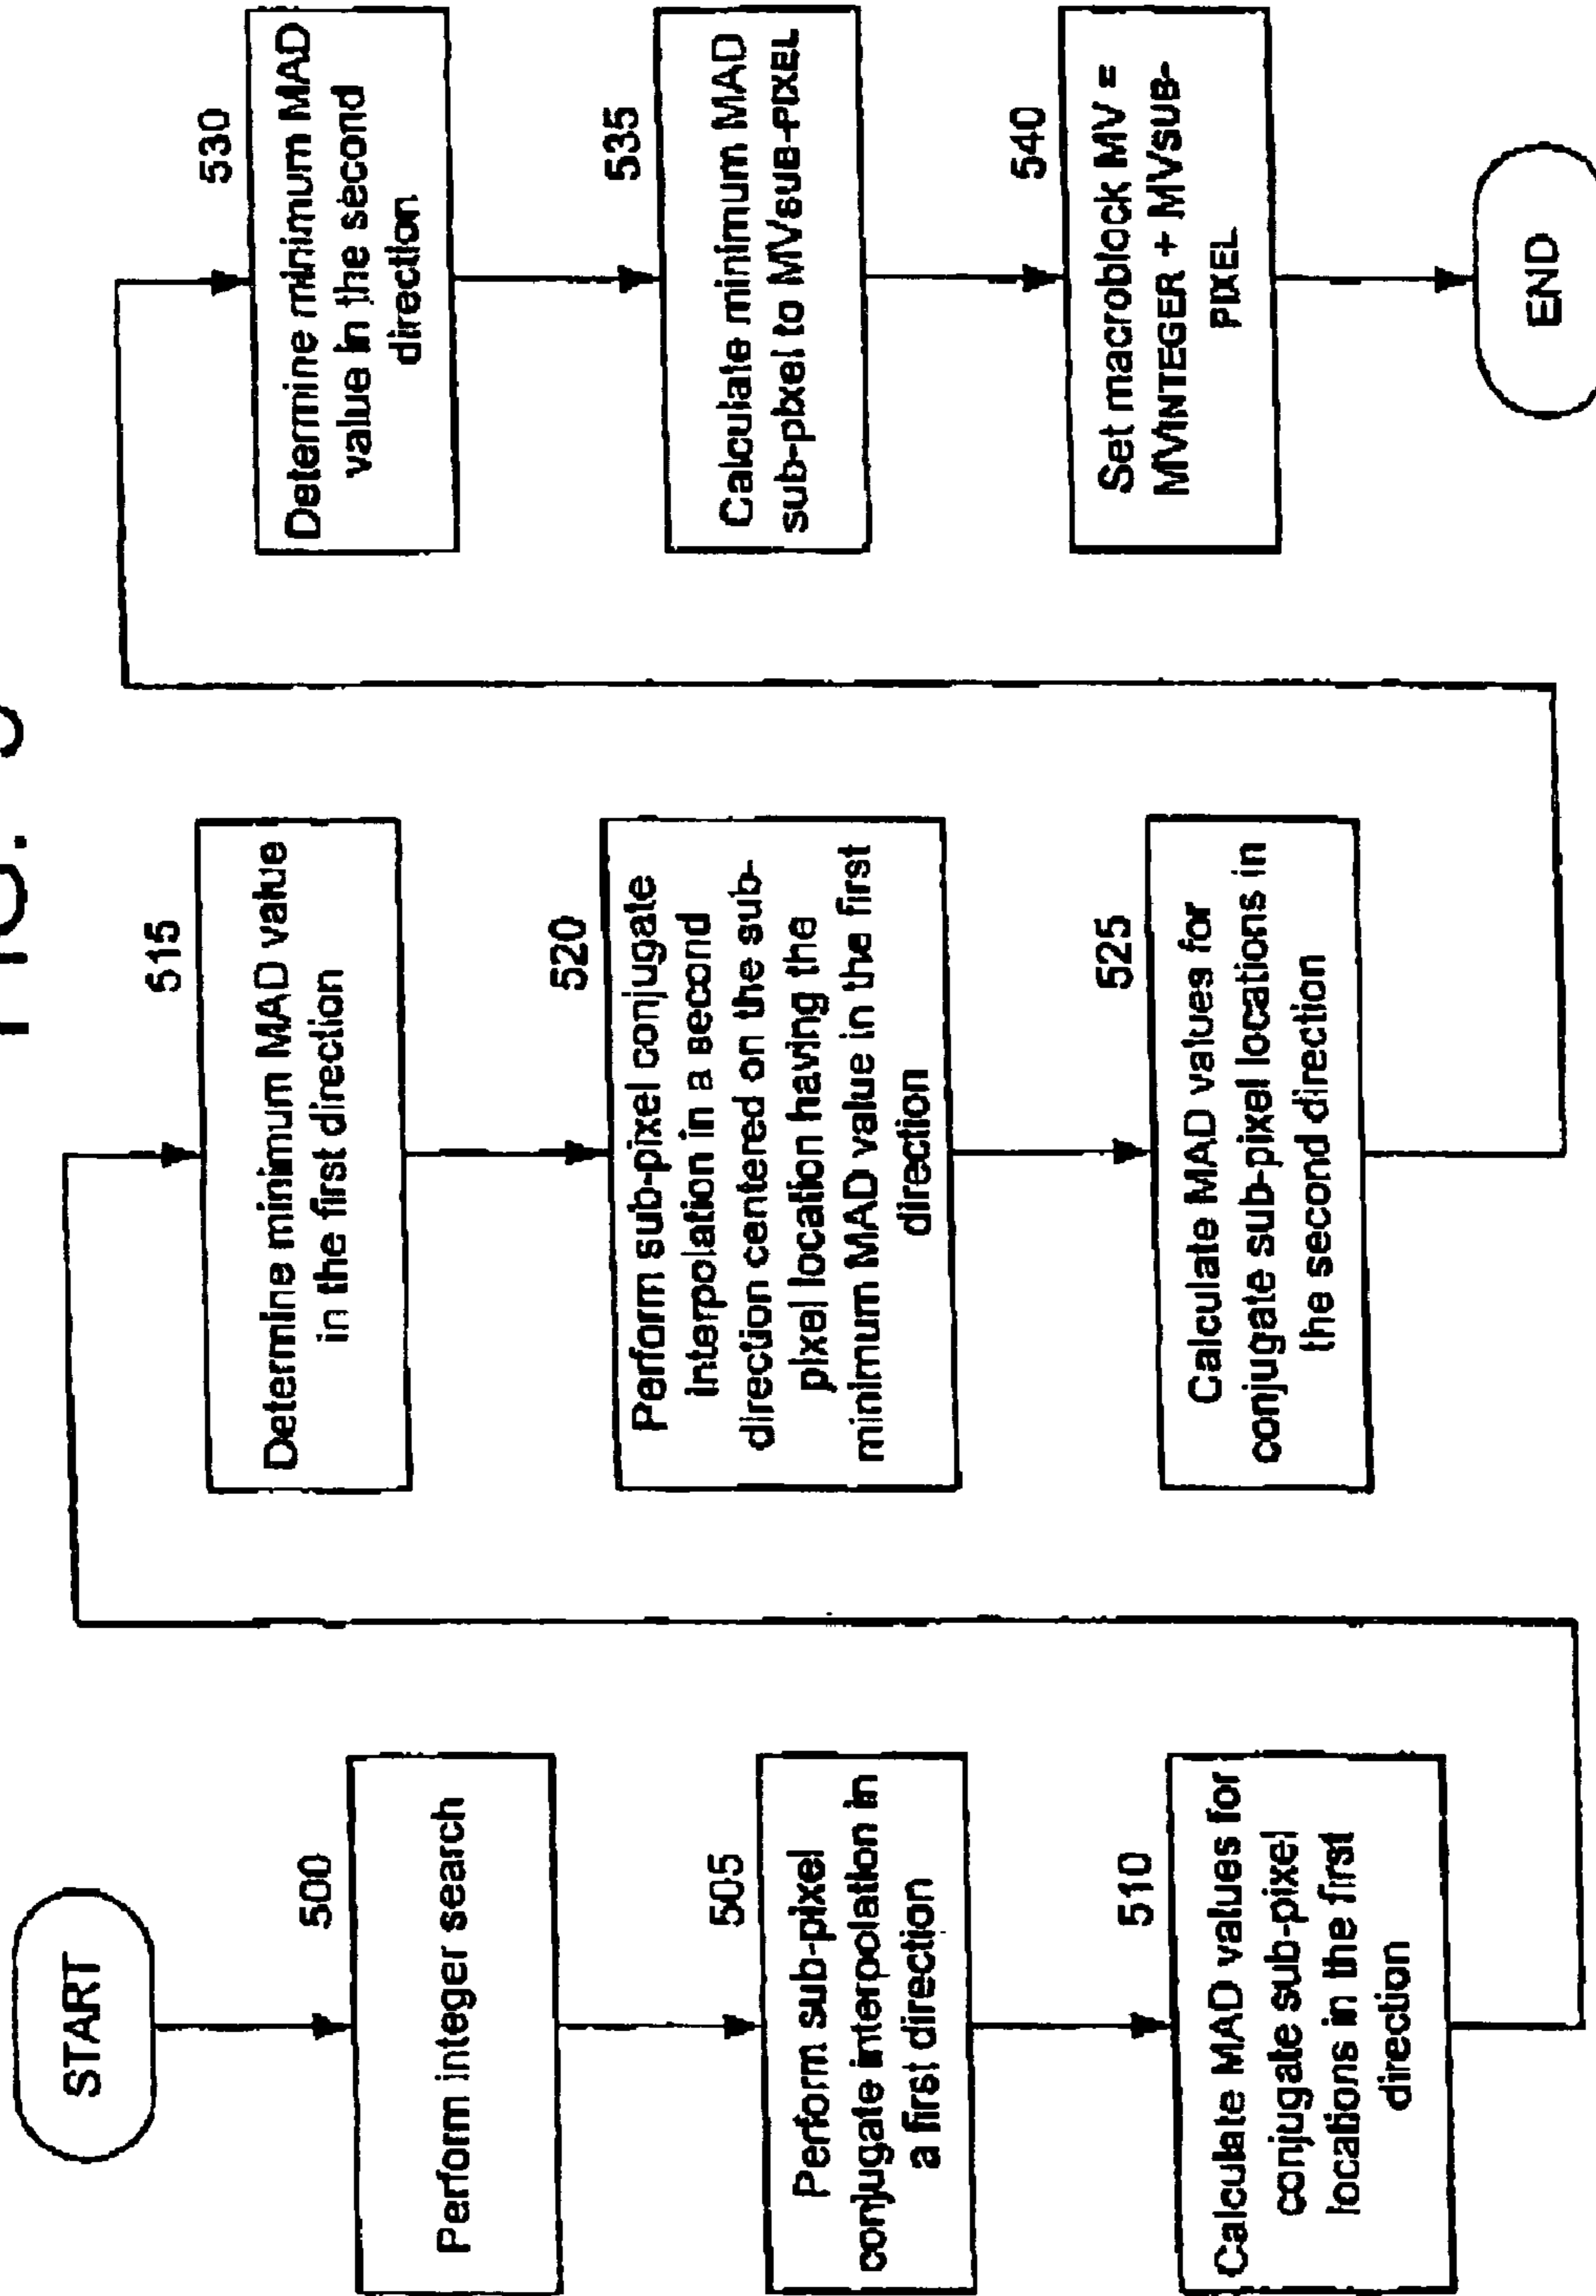 START
500
Perform integer search
505
Perform sub-pixel
conjugate interpolation in
a first direction
510
Calculate MAD values for
conjugate sub-pixel
locations in the first
direction
515
Determine minimum MAD value
in the first direction
520
Perform sub-pixel conjugate
interpolation in a second
direction centered on the sub-
pixel location having the
minimum MAD value in the first
direction
525
Calculate MAD values for
conjugate sub-pixel locations in
the second direction
530
Determine minimum MAD
value in the second
direction
535
Calculate minimum MAD
sub-pixel to MVSUB-PIXEL
540
Set macroblock MV =
MVINTEGER + MVSUB-
PIXEL
END